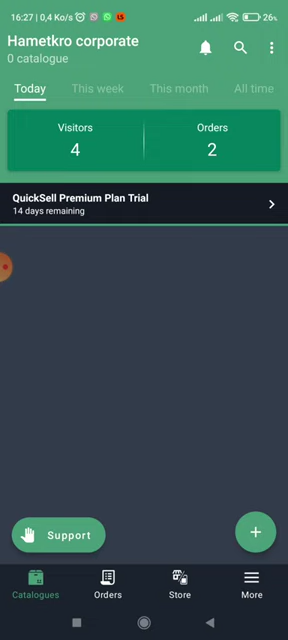 16:27 | 0,4 Ko/s
LS
26%
Hametkro corporate
0 catalogue
Today This week This month All time
Visitors Orders
4 2
QuickSell Premium Plan Trial
14 days remaining
Support
Catalogues Orders Store More